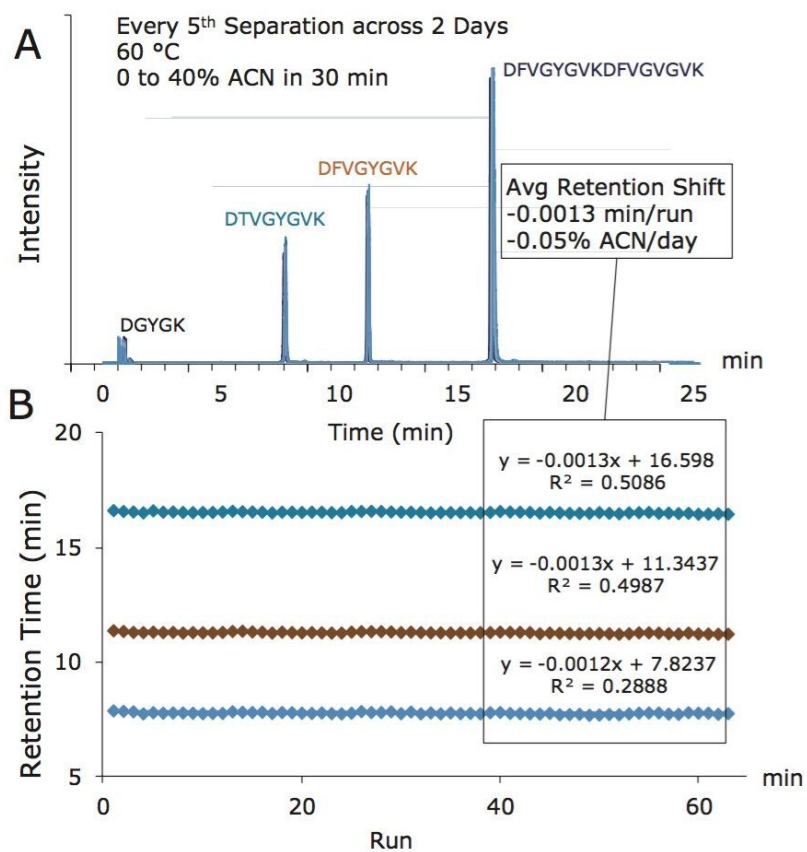 A
Every 5th Separation across 2 Days
60 °C
0 to 40% ACN in 30 min
DFVGYGVKDFVGVGVK
DFVGYGVK
DTVGYGVK
DGYGK
Intensity
Avg Retention Shift
-0.0013 min/run
-0.05% ACN/day
0 5 10 15 20 25
min
Time (min)
B
Retention Time (min)
20
15
10
5
y = -0.0013x + 16.598
R² = 0.5086
y = -0.0013x + 11.3437
R² = 0.4987
y = -0.0012x + 7.8237
R² = 0.2888
0 20 40 60
min
Run